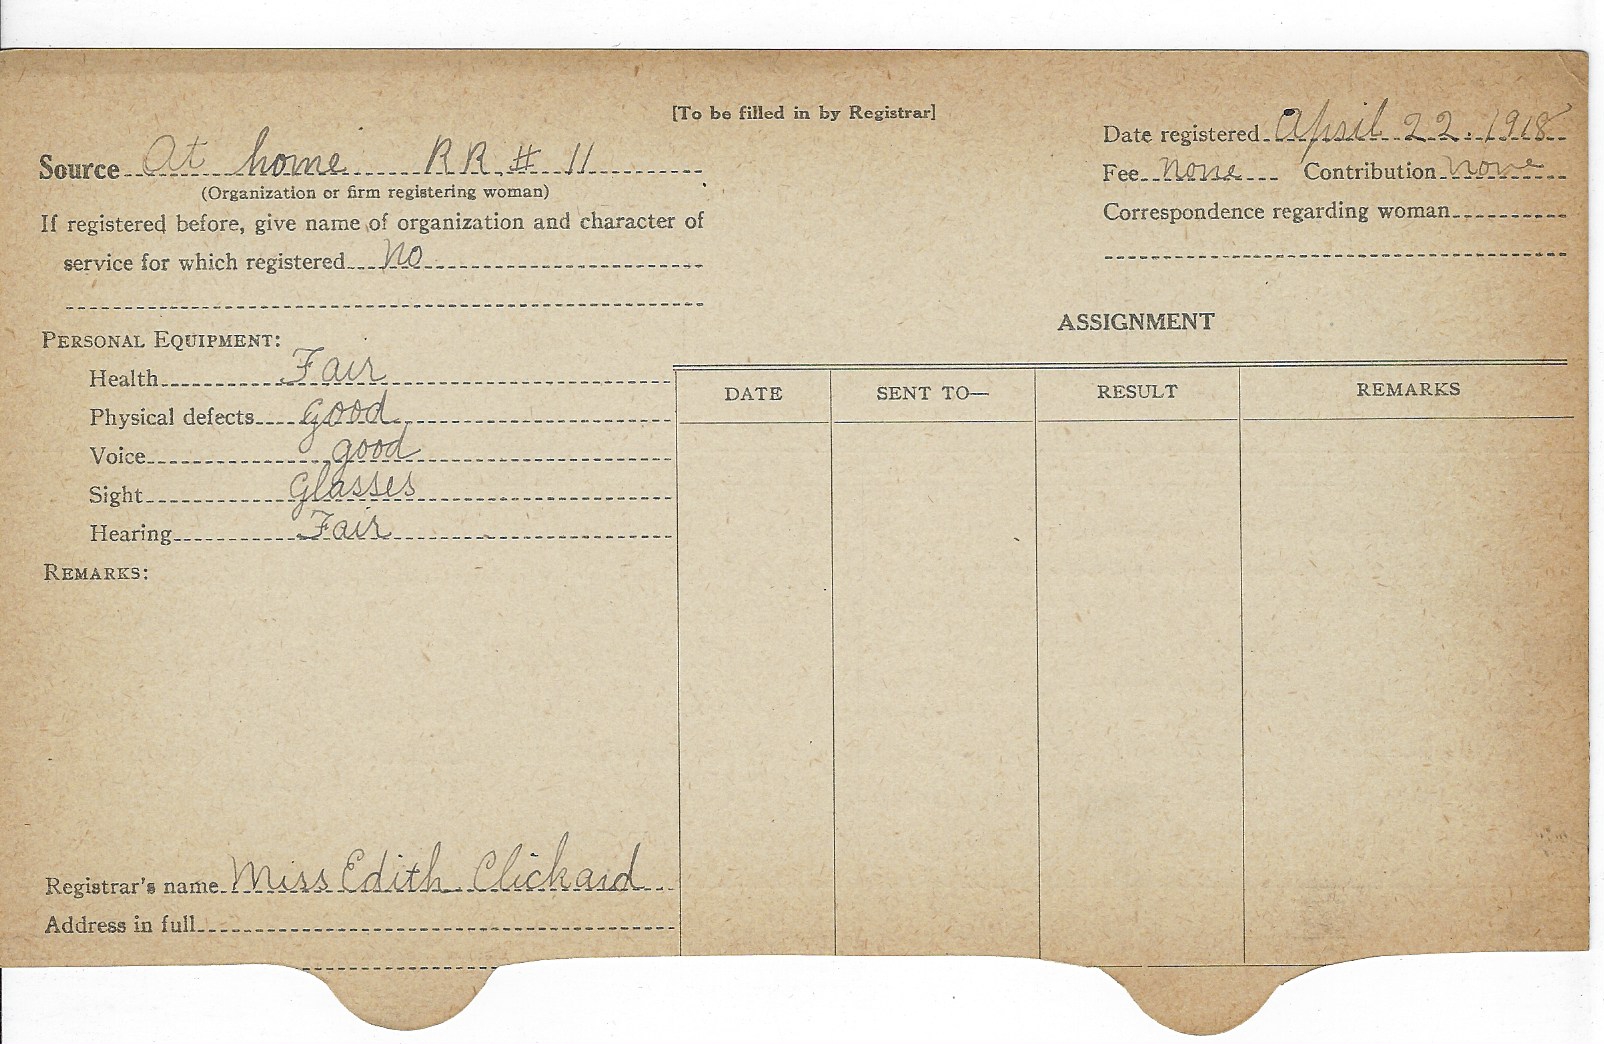 [To be filled in by Registrar]
Source At home RR # 11
(Organization or firm registering woman)
If registered before, give name of organization and character of
service for which registered no
Date registered April 22. 1918
Fee none Contribution none
Correspondence regarding woman
PERSONAL EQUIPMENT:
Health Fair
Physical defects good
Voice good
Sight Glasses
Hearing Fair
REMARKS:
Registrar's name Miss Edith Clickard
Address in full
ASSIGNMENT
DATE SENT TO— RESULT REMARKS